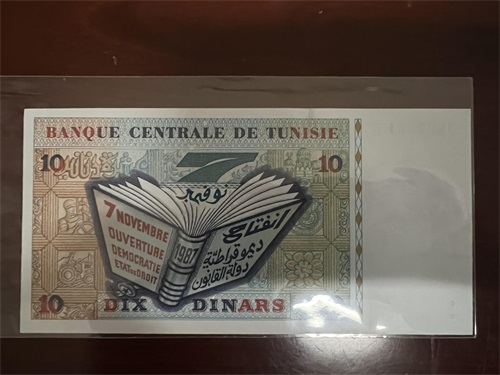 BANQUE CENTRALE DE TUNISIE
10
7
10
نوفمبر
7 NOVEMBRE
OUVERTURE
DEMOCRATIE
ETAT DE DROIT
1987
انفتاح
ديموقراطية
دولة القانون
10
DIX DINARS
10